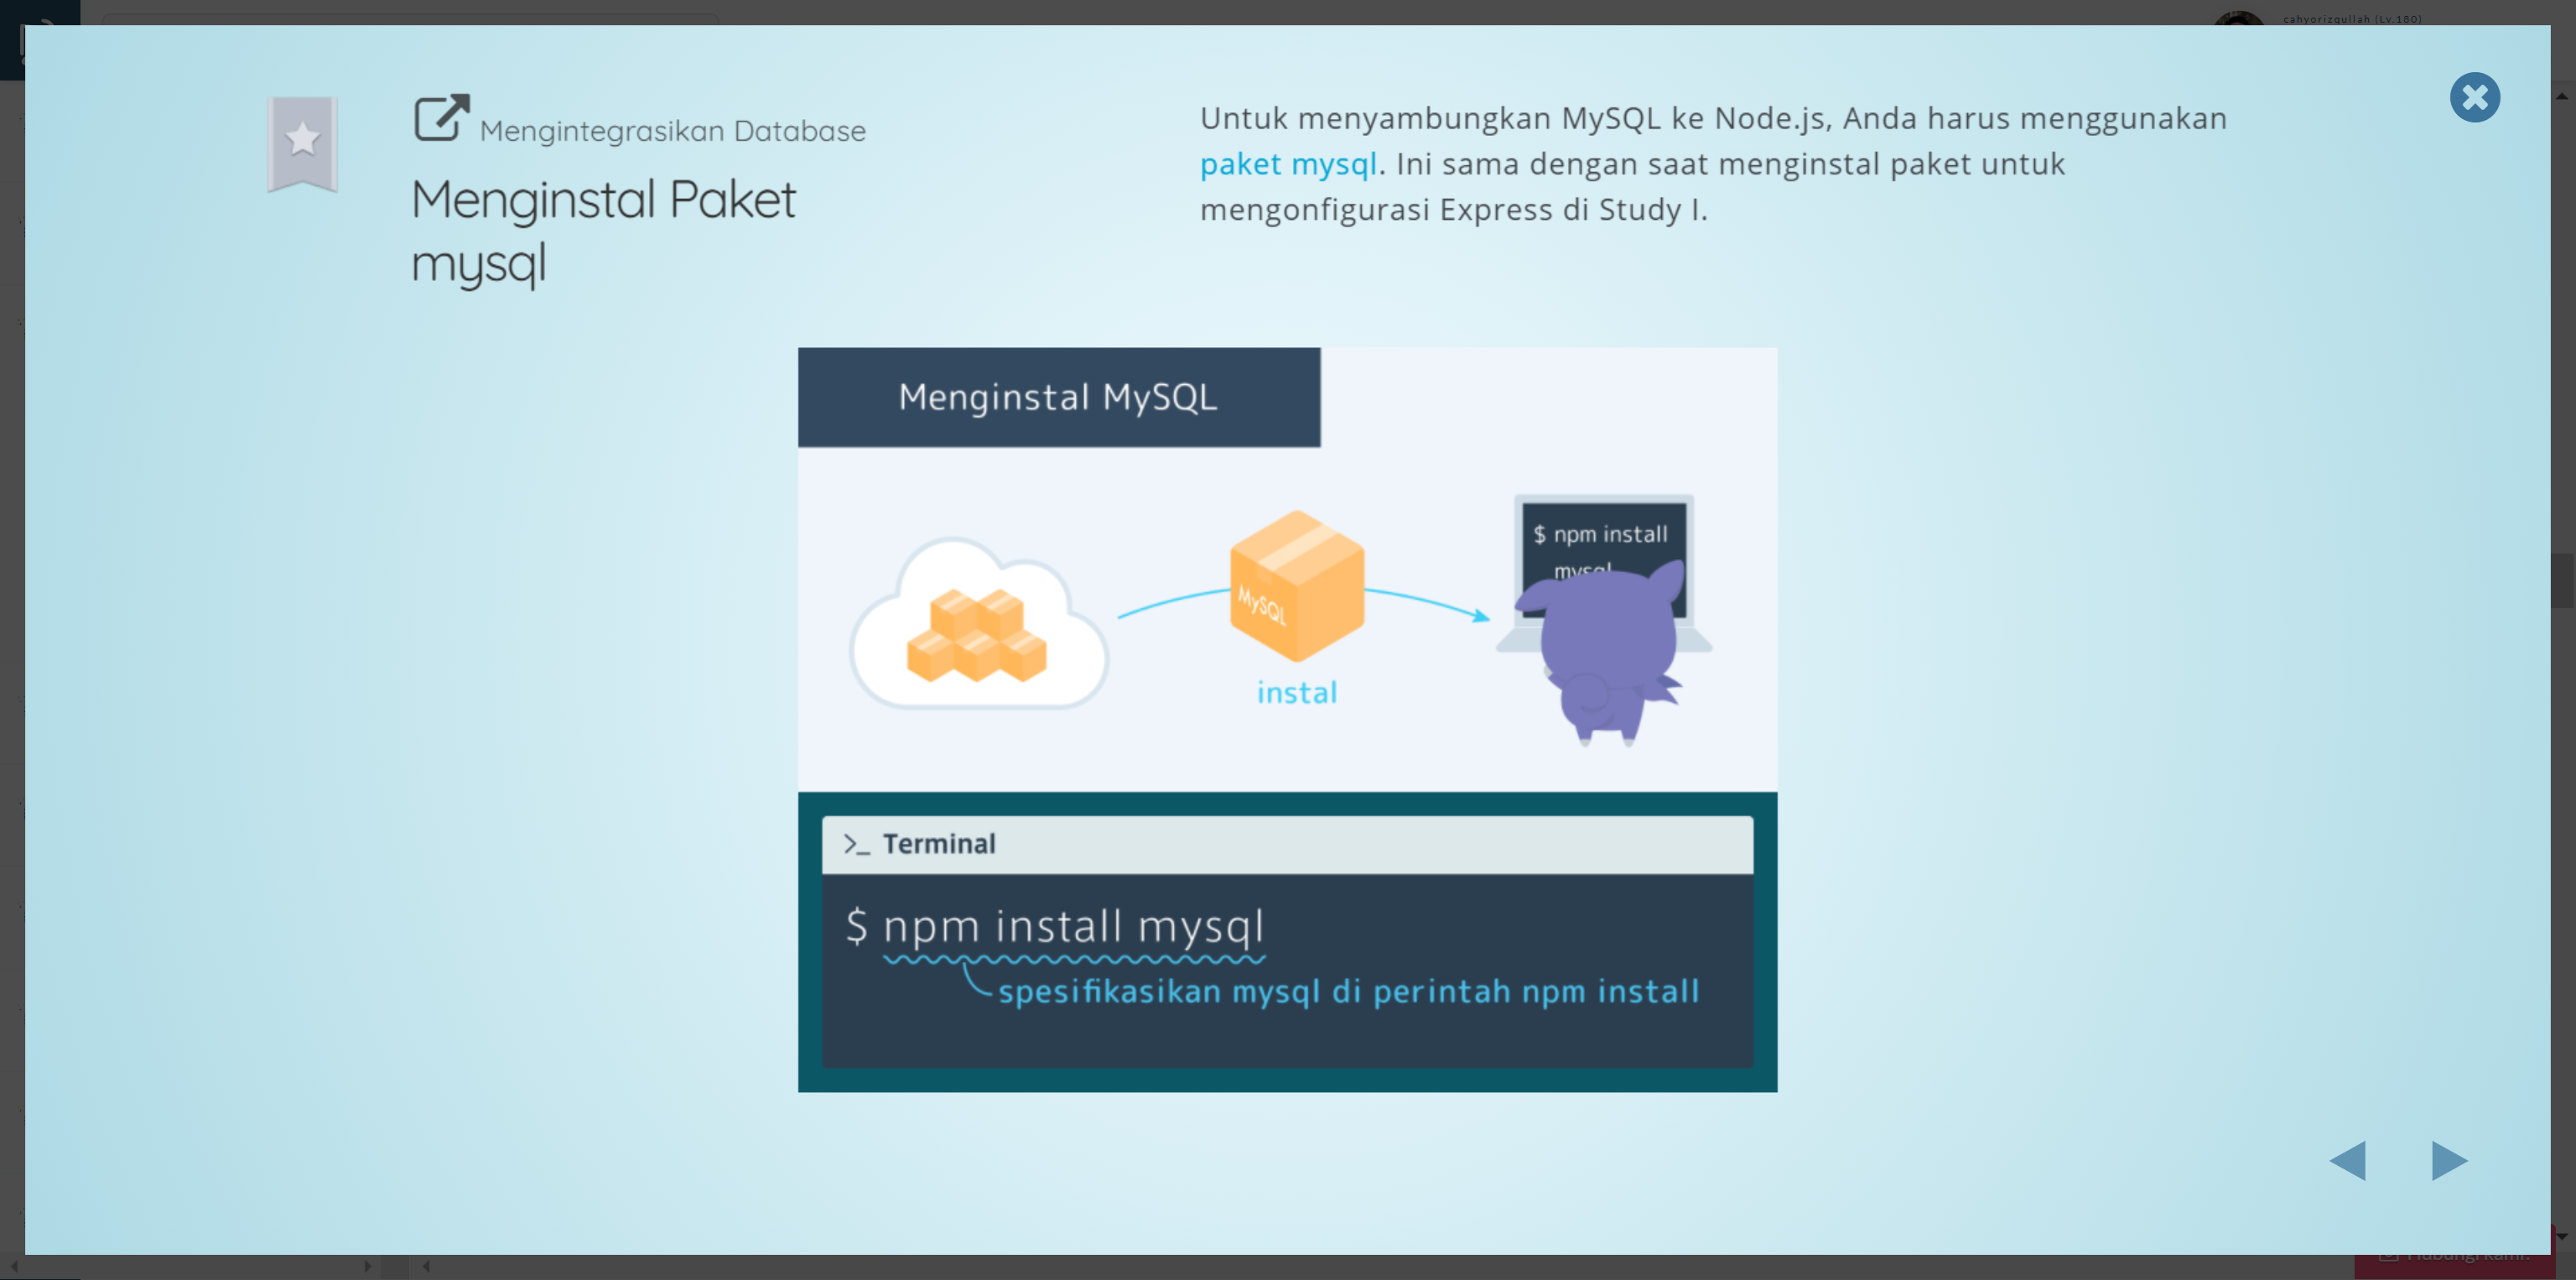 cahyorizqullah (Lv.180)
Mengintegrasikan Database
Menginstal Paket
mysql
Untuk menyambungkan MySQL ke Node.js, Anda harus menggunakan
paket mysql. Ini sama dengan saat menginstal paket untuk
mengonfigurasi Express di Study I.
Menginstal MySQL
$ npm install
mysql
MySQL
instal
>_ Terminal
$ npm install mysql
spesifikasikan mysql di perintah npm install
Hubungi kami!